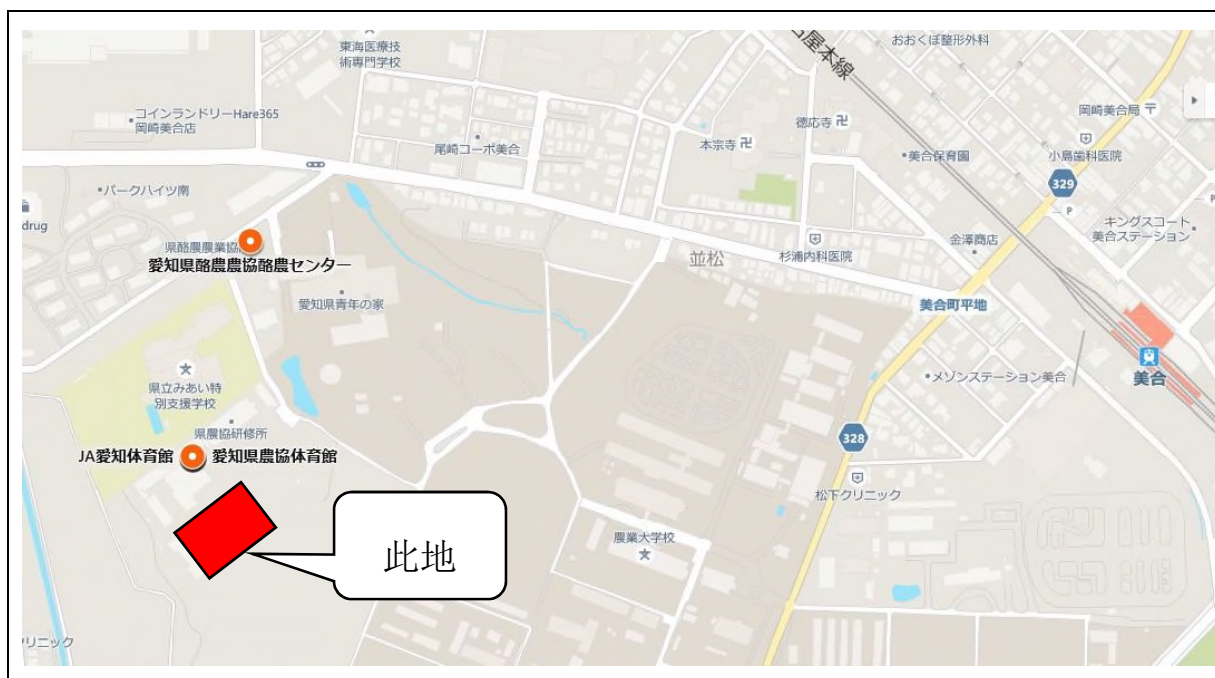 東海医療技
術専門学校
屋本線
おおくぼ整形外科
コインランドリーHare365
岡崎美合店
岡崎美合局
尾崎コーポ美合
本宗寺
徳応寺
美合保育園
小島歯科医院
329
パークハイツ南
drug
P
P
キングスコート
美合ステーション
県酪農農業協
愛知県酪農農協酪農センター
並松
杉浦内科医院
金澤商店
愛知県青年の家
美合町平地
県立みあい特
別支援学校
メゾンステーション美合
美合
県農協研修所
JA愛知体育館
愛知県農協体育館
328
松下クリニック
農業大学校
此地
リニック